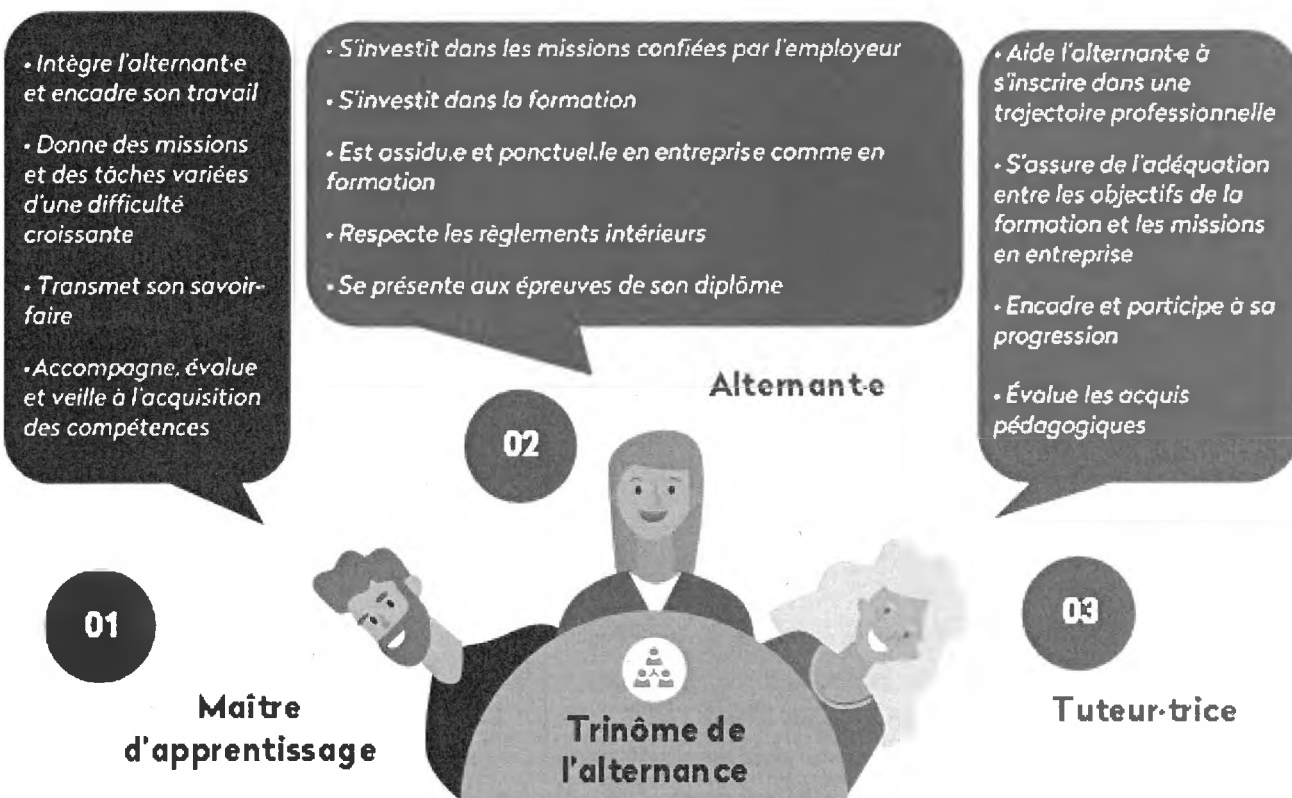 • Intègre l'alternant·e
et encadre son travail
• Donne des missions
et des tâches variées
d'une difficulté
croissante
• Transmet son savoir-
faire
•Accompagne, évalue
et veille à l'acquisition
des compétences
01
Maître
d'apprentissage
• S'investit dans les missions confiées par l'employeur
• S'investit dans la formation
• Est assidu.e et ponctuel.le en entreprise comme en
formation
• Respecte les règlements intérieurs
• Se présente aux épreuves de son diplôme
Alternant·e
02
• Aide l'alternant·e à
s'inscrire dans une
trajectoire professionnelle
• S'assure de l'adéquation
entre les objectifs de la
formation et les missions
en entreprise
• Encadre et participe à sa
progression
• Évalue les acquis
pédagogiques
03
Tuteur·trice
Trinôme de
l'alternance